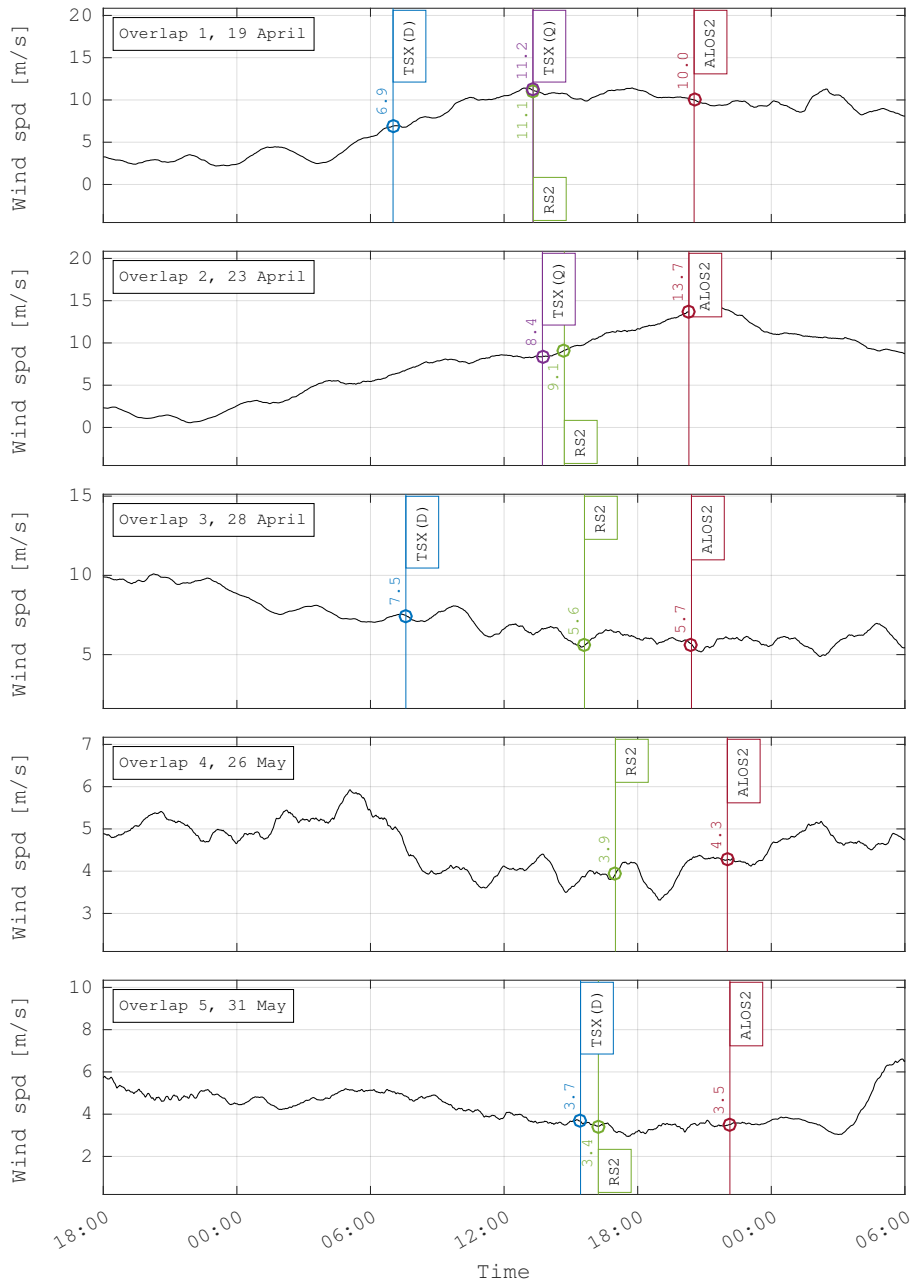 Wind spd [m/s]
20
15
10
5
0
Overlap 1, 19 April
6.9
TSX(D)
11.2
TSX(Q)
11.1
RS2
10.0
ALOS2
Wind spd [m/s]
20
15
10
5
0
Overlap 2, 23 April
8.4
TSX(Q)
9.1
RS2
13.7
ALOS2
Wind spd [m/s]
15
10
5
Overlap 3, 28 April
7.5
TSX(D)
5.6
RS2
5.7
ALOS2
Wind spd [m/s]
7
6
5
4
3
Overlap 4, 26 May
3.9
RS2
4.3
ALOS2
Wind spd [m/s]
10
8
6
4
2
Overlap 5, 31 May
3.7
TSX(D)
3.4
RS2
3.5
ALOS2
18:00
00:00
06:00
12:00
18:00
00:00
06:00
Time